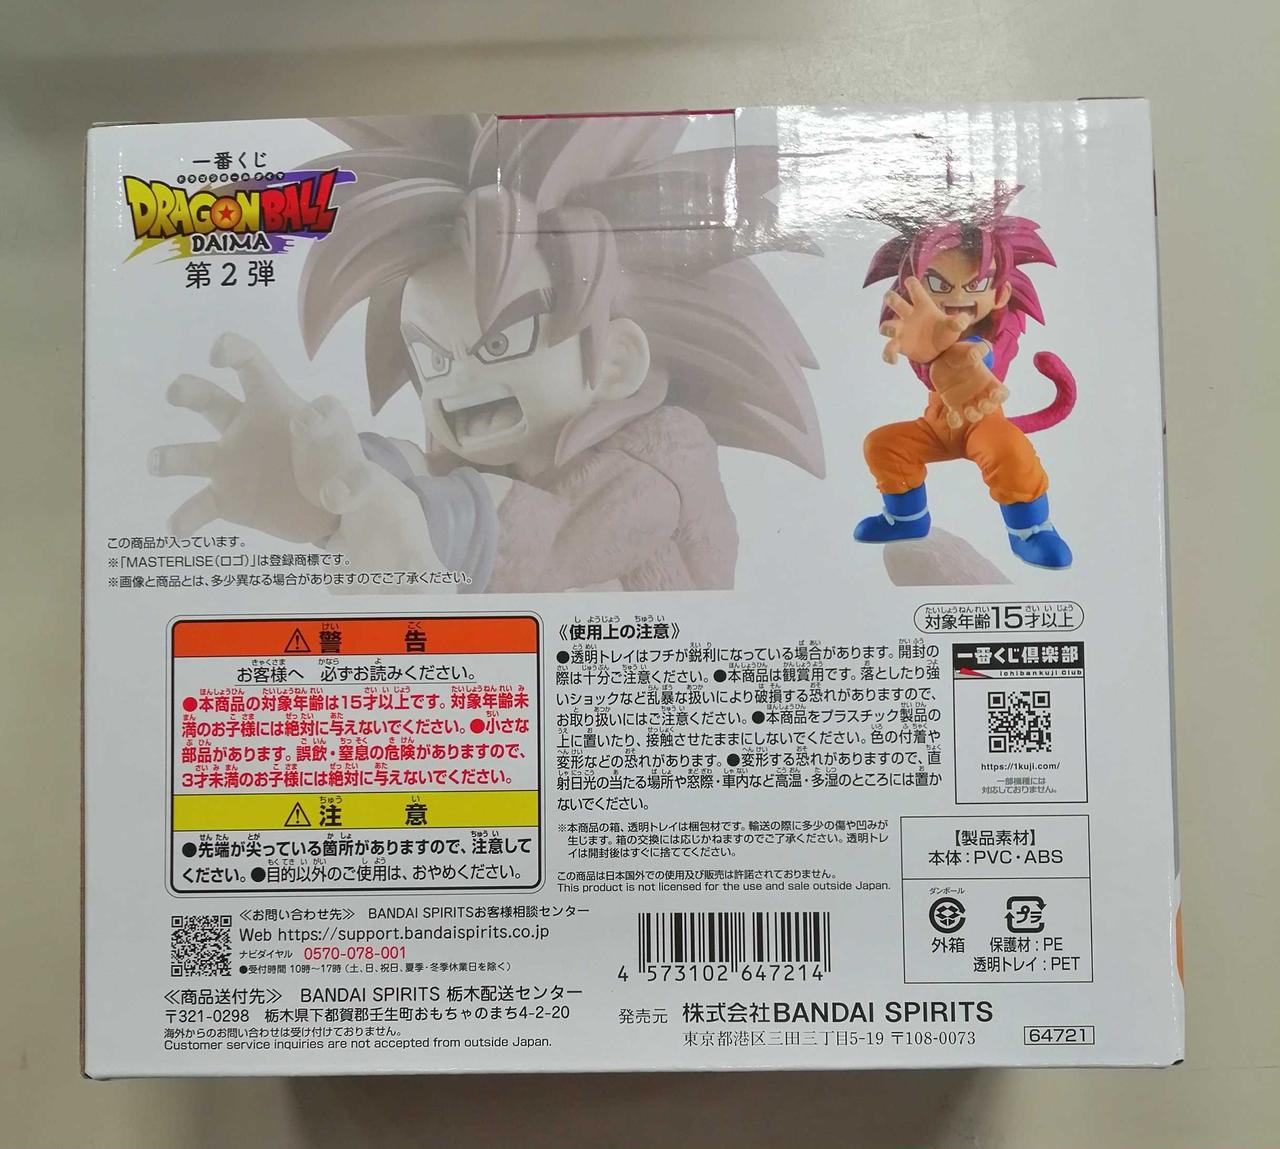 一番くじ
ドラゴンボールダイマ
DRAGON BALL
DAIMA
第2弾
この商品が入っています。
※「MASTERLISE(ロゴ)」は登録商標です。
※画像と商品とは、多少異なる場合がありますのでご了承ください。
⚠警告
お客様へ 必ずお読みください。
●本商品の対象年齢は15才以上です。対象年齢未
満のお子様には絶対に与えないでください。●小さな
部品があります。誤飲・窒息の危険がありますので、
3才未満のお子様には絶対に与えないでください。
⚠注意
●先端が尖っている箇所がありますので、注意して
ください。●目的以外のご使用は、おやめください。
《使用上の注意》
●透明トレイはフチが鋭利になっている場合があります。開封の
際は十分ご注意ください。●本商品は観賞用です。落としたり強
いショックなど乱暴な扱いにより破損する恐れがありますので、
お取り扱いにはご注意ください。●本商品をプラスチック製品の
上に置いたり、接触させたままにしないでください。色の付着や
変形などの恐れがあります。●変形する恐れがありますので、直
射日光の当たる場所や窓際・車内など高温・多湿のところには置か
ないでください。
※本商品の箱、透明トレイは梱包材です。輸送の際に多少の傷や凹みが
生じます。箱の交換には応じかねますのでご了承ください。透明トレ
イは開封後はすぐに捨ててください。
この商品は日本国外での使用及び販売は許諾されておりません。
This product is not licensed for the use and sale outside Japan.
対象年齢15才以上
一番くじ倶楽部
ichibankuji Club
https://1kuji.com/
一部機種には
対応しておりません。
【製品素材】
本体:PVC・ABS
ダンボール
外箱
プラ
保護材:PE
透明トレイ:PET
≪お問い合わせ先≫ BANDAI SPIRITSお客様相談センター
Web https://support.bandaispirits.co.jp
ナビダイヤル 0570-078-001
●受付時間 10時~17時(土、日、祝日、夏季・冬季休業日を除く)
≪商品送付先≫ BANDAI SPIRITS 栃木配送センター
〒321-0298 栃木県下都賀郡壬生町おもちゃのまち4-2-20
海外からのお問い合わせは受け付けておりません。
Customer service inquiries are not accepted from outside Japan.
4 573102 647214
発売元 株式会社BANDAI SPIRITS
東京都港区三田三丁目5-19 〒108-0073
64721